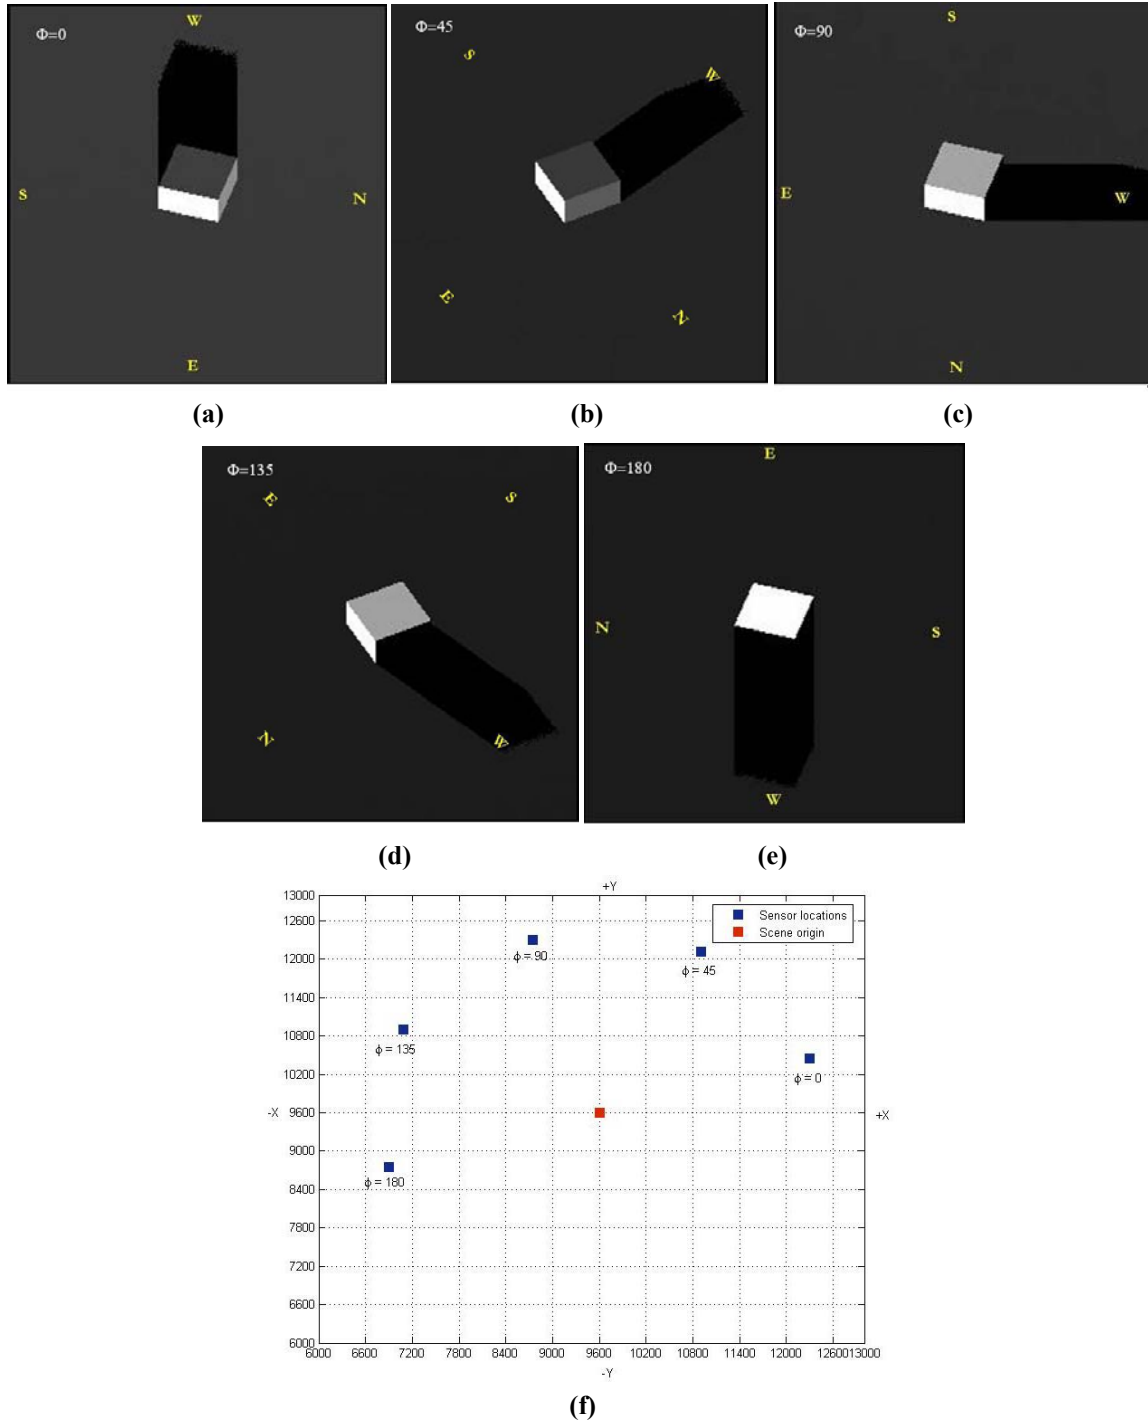 Φ=0
W
S
N
E
(a)
Φ=45
S
W
E
N
(b)
Φ=90
S
E
W
N
(c)
Φ=135
E
S
N
W
(d)
Φ=180
E
N
S
W
(e)
+Y
13000
12600
12000
11400
10800
10200
9600
9000
8400
7800
7200
6600
6000
Sensor locations
Scene origin
ϕ = 90
ϕ = 45
ϕ = 135
ϕ = 0
-X
+X
ϕ = 180
6000 6600 7200 7800 8400 9000 9600 10200 10800 11400 12000 12600 13000
-Y
(f)